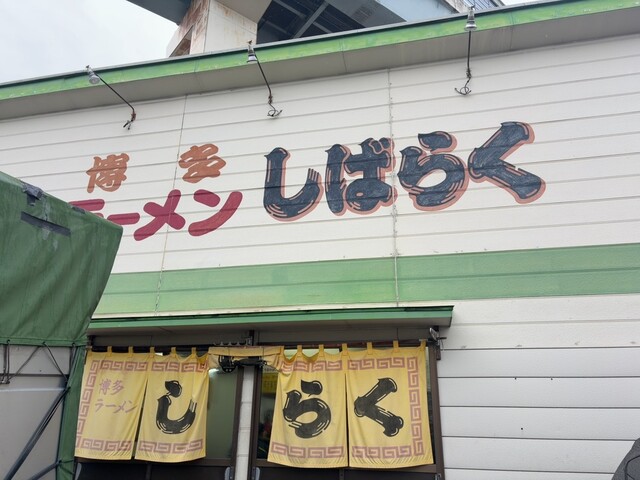 博多
ラーメン しばらく
博多
ラーメン
しらく